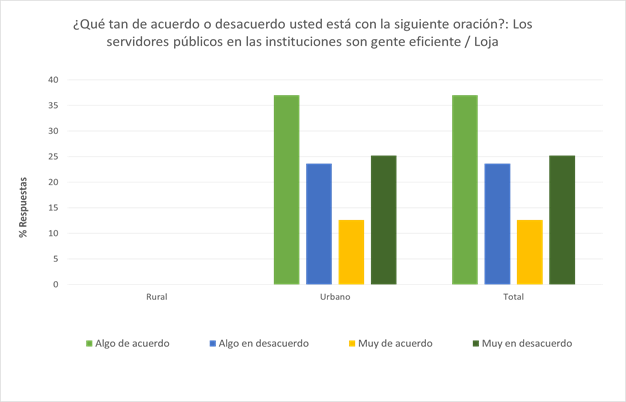 ¿Qué tan de acuerdo o desacuerdo usted está con la siguiente oración?: Los
servidores públicos en las instituciones son gente eficiente / Loja
40
35
30
25
20
15
10
5
0
% Respuestas
Rural
Urbano
Total
Algo de acuerdo
Algo en desacuerdo
Muy de acuerdo
Muy en desacuerdo